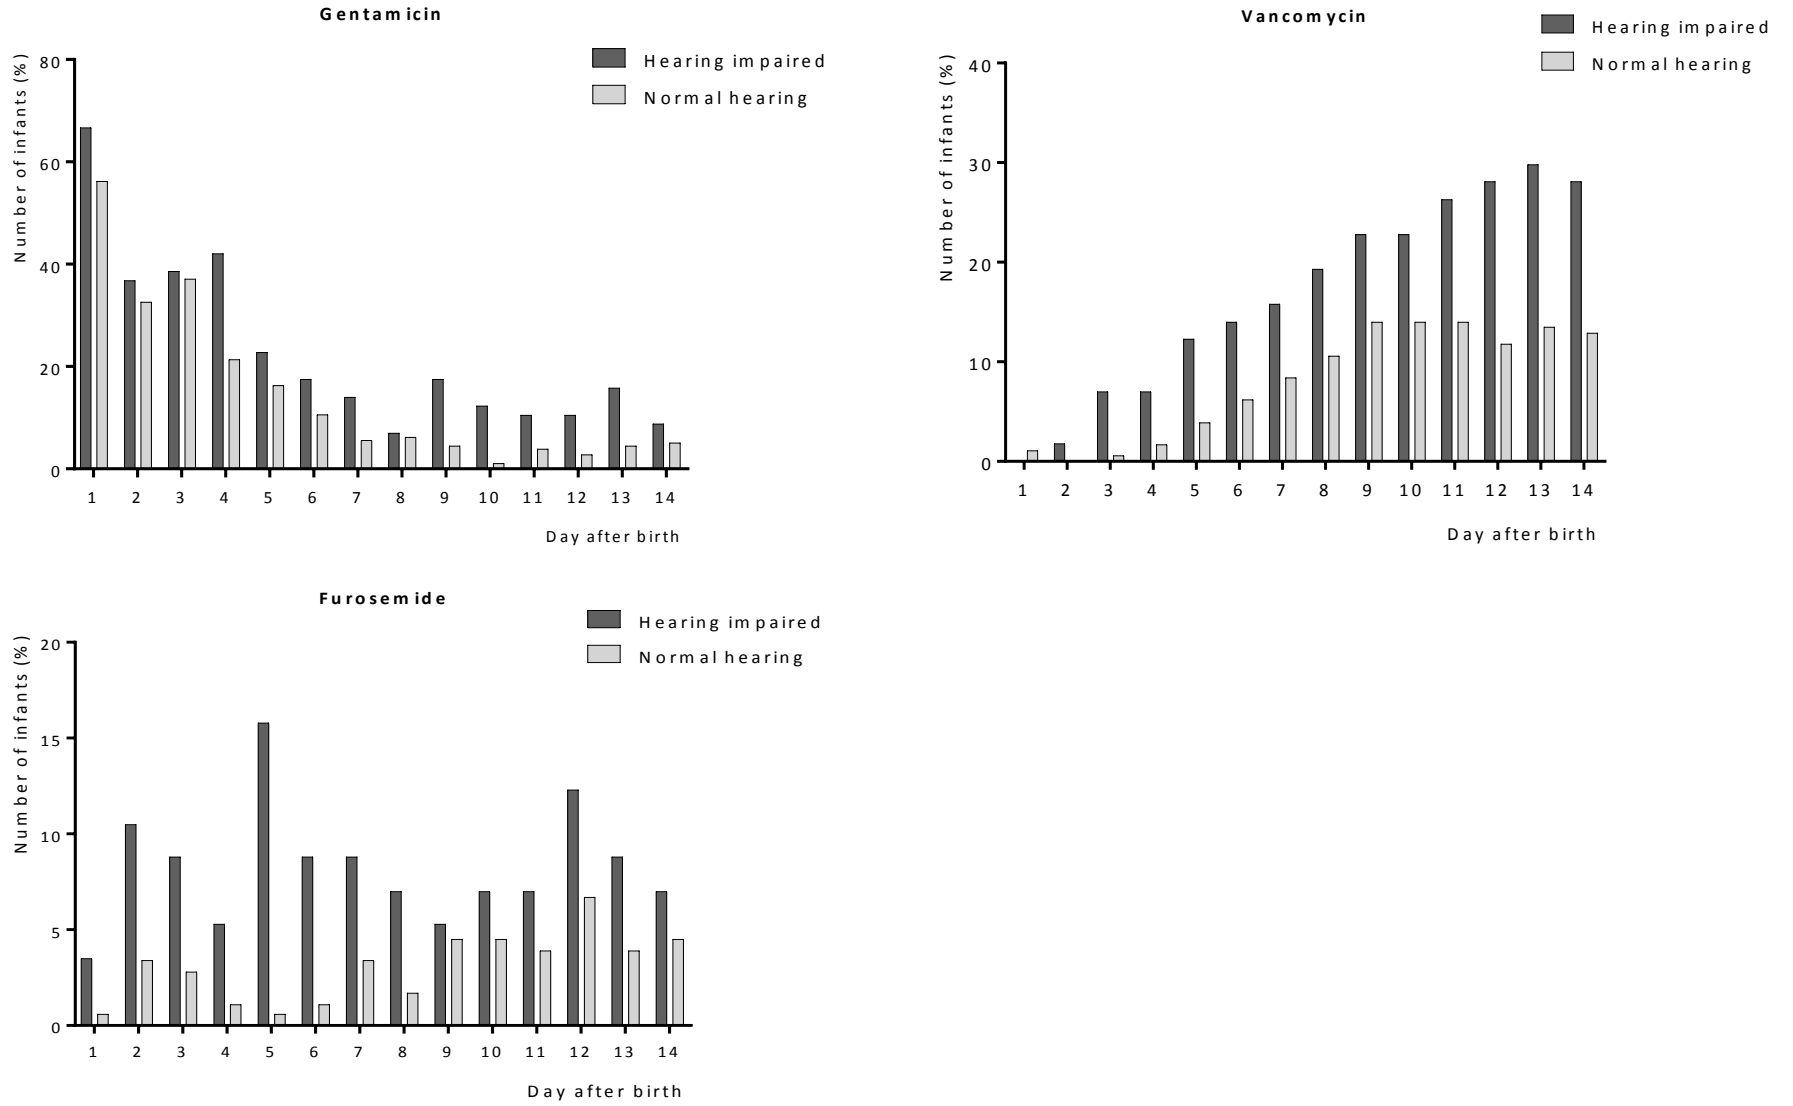 Gentamicin
Hearing impaired
Normal hearing
Number of infants (%)
80
60
40
20
0
1 2 3 4 5 6 7 8 9 10 11 12 13 14
Day after birth
Vancomycin
Hearing impaired
Normal hearing
Number of infants (%)
40
30
20
10
0
1 2 3 4 5 6 7 8 9 10 11 12 13 14
Day after birth
Furosemide
Hearing impaired
Normal hearing
Number of infants (%)
20
15
10
5
0
1 2 3 4 5 6 7 8 9 10 11 12 13 14
Day after birth